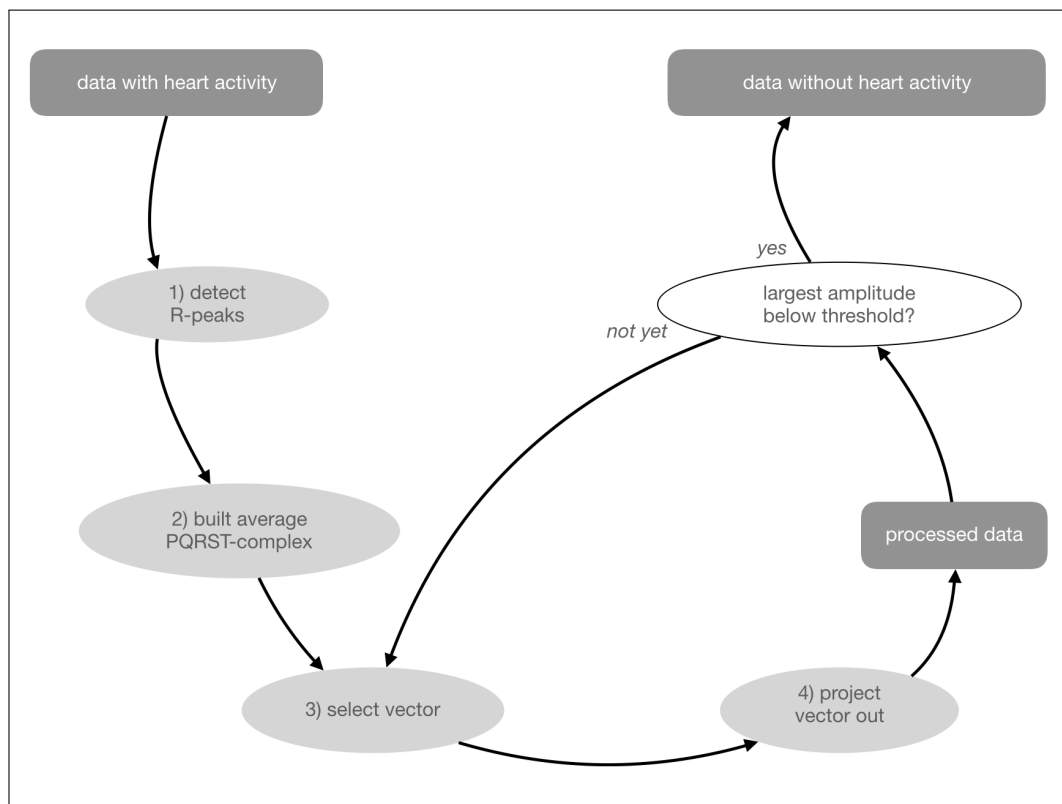 data with heart activity
data without heart activity
yes
1) detect
R-peaks
largest amplitude
below threshold?
not yet
2) built average
PQRST-complex
processed data
3) select vector
4) project
vector out